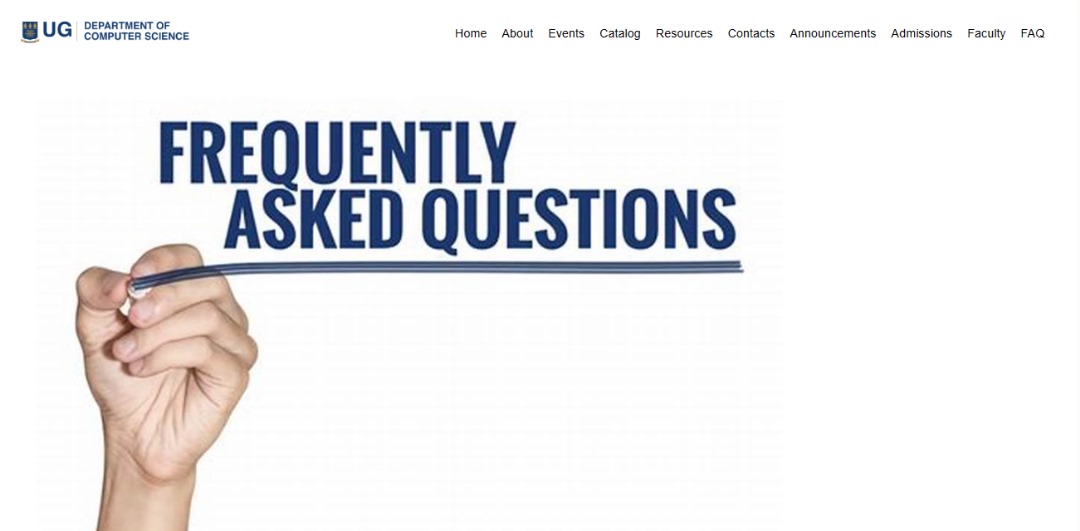 UG
DEPARTMENT OF
COMPUTER SCIENCE
Home About Events Catalog Resources Contacts Announcements Admissions Faculty FAQ
FREQUENTLY
ASKED QUESTIONS